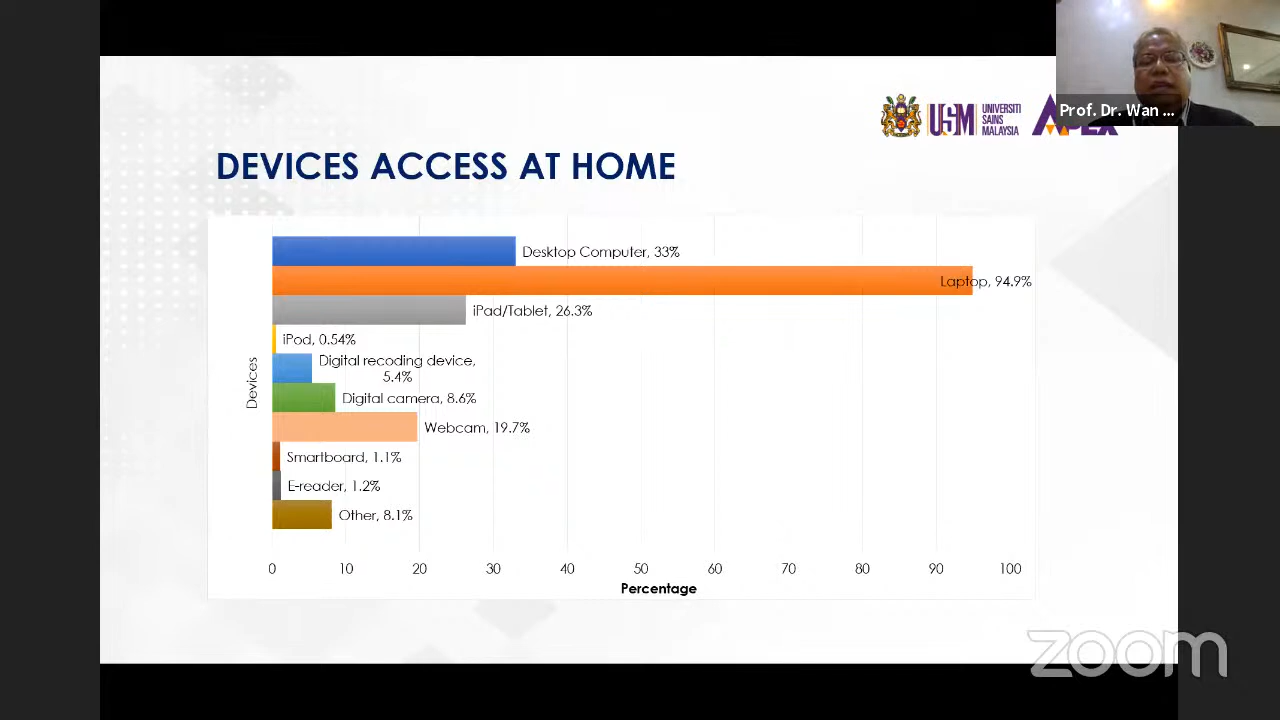 Prof. Dr. Wan ...
USM
UNIVERSITI
SAINS
MALAYSIA
APEX
DEVICES ACCESS AT HOME
Desktop Computer, 33%
Laptop, 94.9%
iPad/Tablet, 26.3%
iPod, 0.54%
Digital recoding device,
5.4%
Digital camera, 8.6%
Webcam, 19.7%
Smartboard, 1.1%
E-reader, 1.2%
Other, 8.1%
Devices
0 10 20 30 40 50 60 70 80 90 100
Percentage
zoom